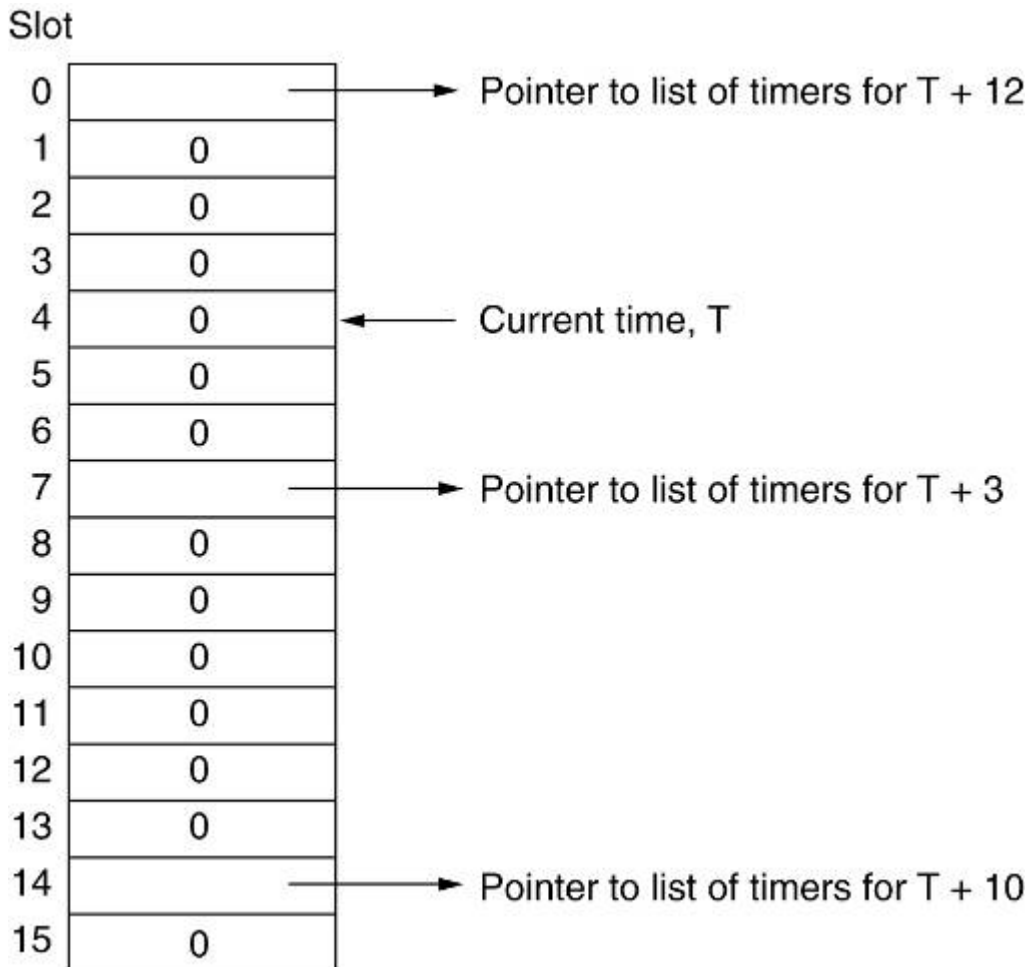 Slot
0 Pointer to list of timers for T + 12
1 0
2 0
3 0
4 0 Current time, T
5 0
6 0
7 Pointer to list of timers for T + 3
8 0
9 0
10 0
11 0
12 0
13 0
14 Pointer to list of timers for T + 10
15 0